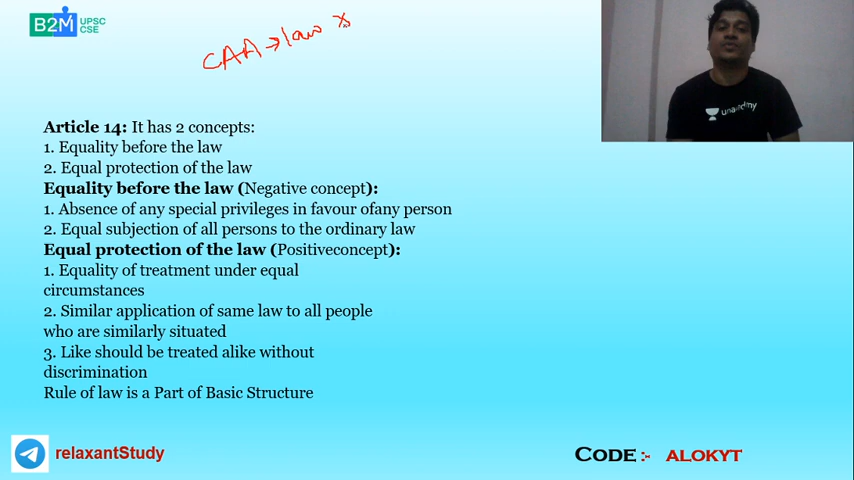 B2M UPSC
CSE
CAA → law ×
unacademy
Article 14: It has 2 concepts:
1. Equality before the law
2. Equal protection of the law
Equality before the law (Negative concept):
1. Absence of any special privileges in favour ofany person
2. Equal subjection of all persons to the ordinary law
Equal protection of the law (Positiveconcept):
1. Equality of treatment under equal
circumstances
2. Similar application of same law to all people
who are similarly situated
3. Like should be treated alike without
discrimination
Rule of law is a Part of Basic Structure
relaxantStudy
CODE :- ALOKYT